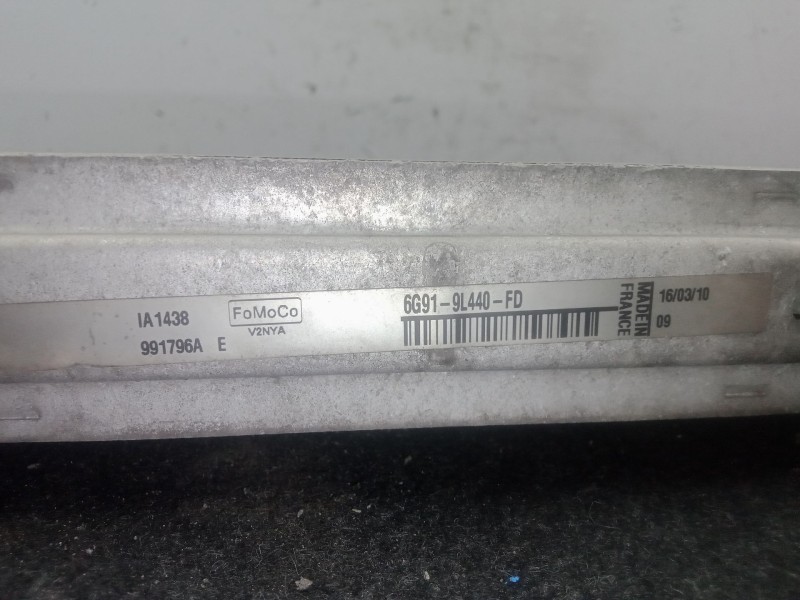 IA1438
991796A E
FoMoCo
V2NYA
6G91-9L440-FD
MADE IN
FRANCE
16/03/10
09